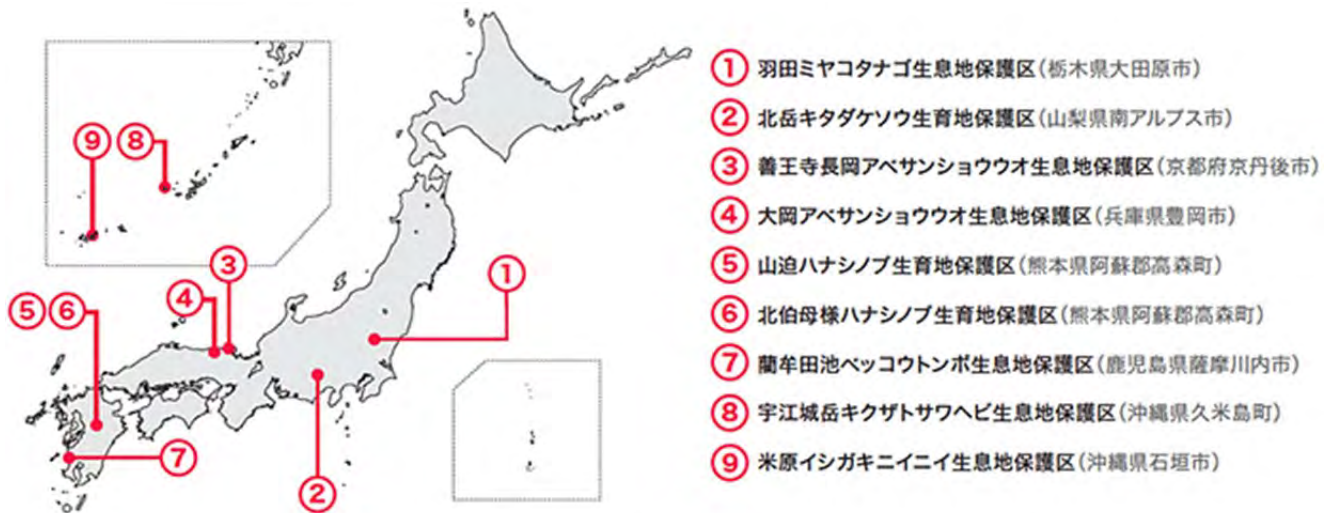 9 8
3
1
5 6 4
7
2
1 羽田ミヤコタナゴ生息地保護区(栃木県大田原市)
2 北岳キタダケソウ生育地保護区(山梨県南アルプス市)
3 善王寺長岡アベサンショウウオ生息地保護区(京都府京丹後市)
4 大岡アベサンショウウオ生息地保護区(兵庫県豊岡市)
5 山迫ハナシノブ生育地保護区(熊本県阿蘇郡高森町)
6 北伯母様ハナシノブ生育地保護区(熊本県阿蘇郡高森町)
7 藺牟田池ベッコウトンボ生息地保護区(鹿児島県薩摩川内市)
8 宇江城岳キクザトサワヘビ生息地保護区(沖縄県久米島町)
9 米原イシガキニイニイ生息地保護区(沖縄県石垣市)